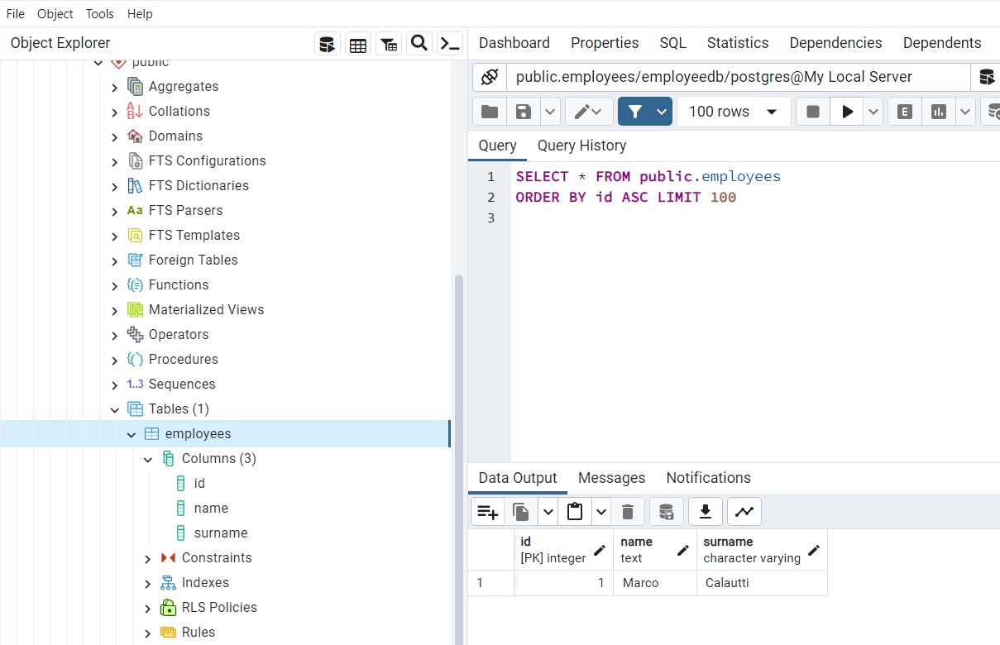 File Object Tools Help
Object Explorer
public
Aggregates
Collations
Domains
FTS Configurations
FTS Dictionaries
Aa FTS Parsers
FTS Templates
Foreign Tables
Functions
Materialized Views
Operators
Procedures
1..3 Sequences
Tables (1)
employees
Columns (3)
id
name
surname
Constraints
Indexes
RLS Policies
Rules
Dashboard Properties SQL Statistics Dependencies Dependents
public.employees/employeedb/postgres@My Local Server
100 rows
E
Query Query History
1 SELECT * FROM public.employees
2 ORDER BY id ASC LIMIT 100
3
Data Output Messages Notifications
id name surname
[PK] integer text character varying
1 1 Marco Calautti